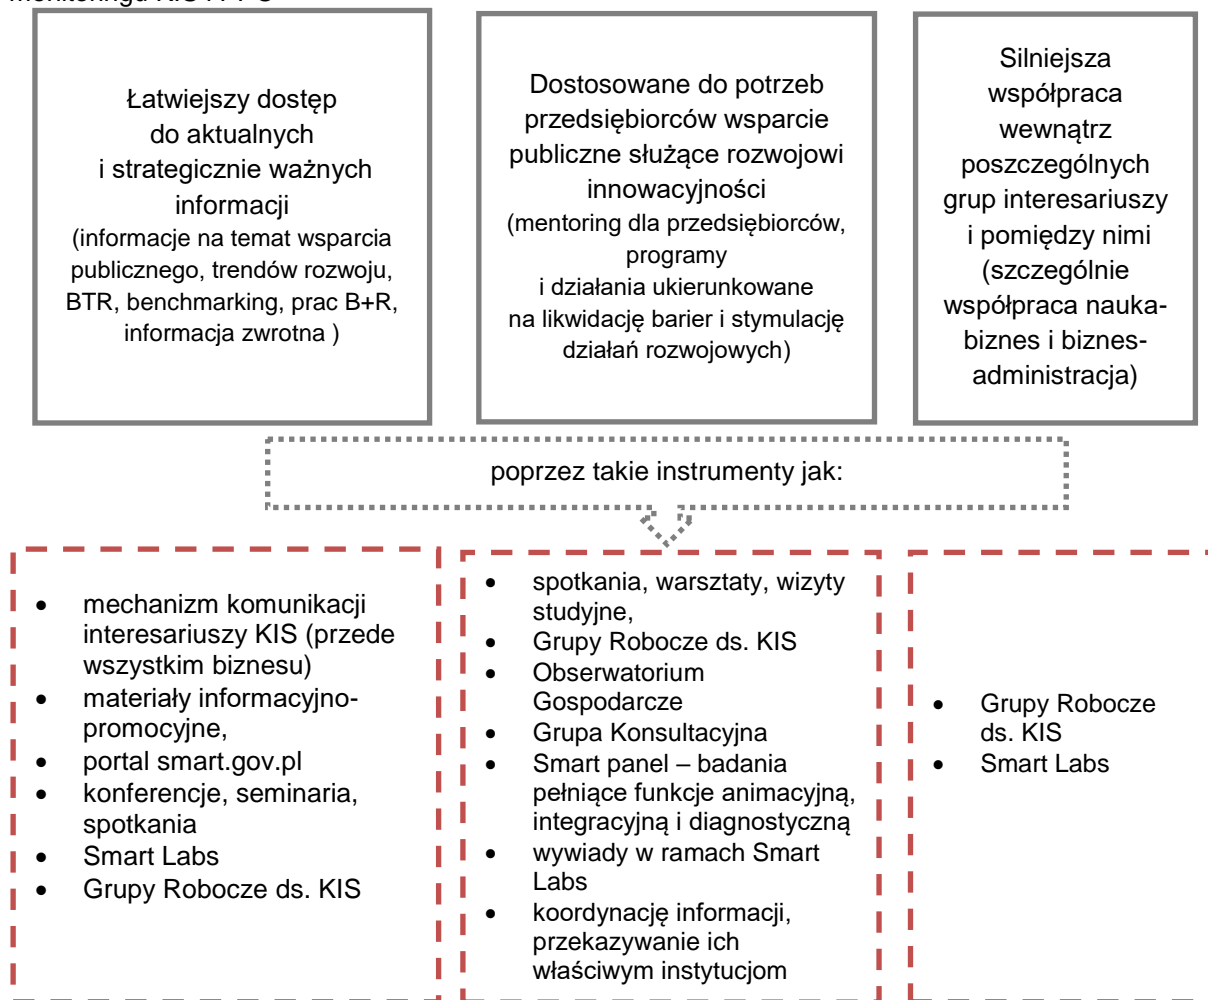 Łatwiejszy dostęp
do aktualnych
i strategicznie ważnych
informacji
(informacje na temat wsparcia
publicznego, trendów rozwoju,
BTR, benchmarking, prac B+R,
informacja zwrotna )
Dostosowane do potrzeb
przedsiębiorców wsparcie
publiczne służące rozwojowi
innowacyjności
(mentoring dla przedsiębiorców,
programy
i działania ukierunkowane
na likwidację barier i stymulację
działań rozwojowych)
Silniejsza
współpraca
wewnątrz
poszczególnych
grup interesariuszy
i pomiędzy nimi
(szczególnie
współpraca nauka-
biznes i biznes-
administracja)
poprzez takie instrumenty jak:
• mechanizm komunikacji
interesariuszy KIS (przede
wszystkim biznesu)
• materiały informacyjno-
promocyjne,
• portal smart.gov.pl
• konferencje, seminaria,
spotkania
• Smart Labs
• Grupy Robocze ds. KIS
• spotkania, warsztaty, wizyty
studyjne,
• Grupy Robocze ds. KIS
• Obserwatorium
Gospodarcze
• Grupa Konsultacyjna
• Smart panel – badania
pełniące funkcje animacyjną,
integracyjną i diagnostyczną
• wywiady w ramach Smart
Labs
• koordynację informacji,
przekazywanie ich
właściwym instytucjom
• Grupy Robocze
ds. KIS
• Smart Labs